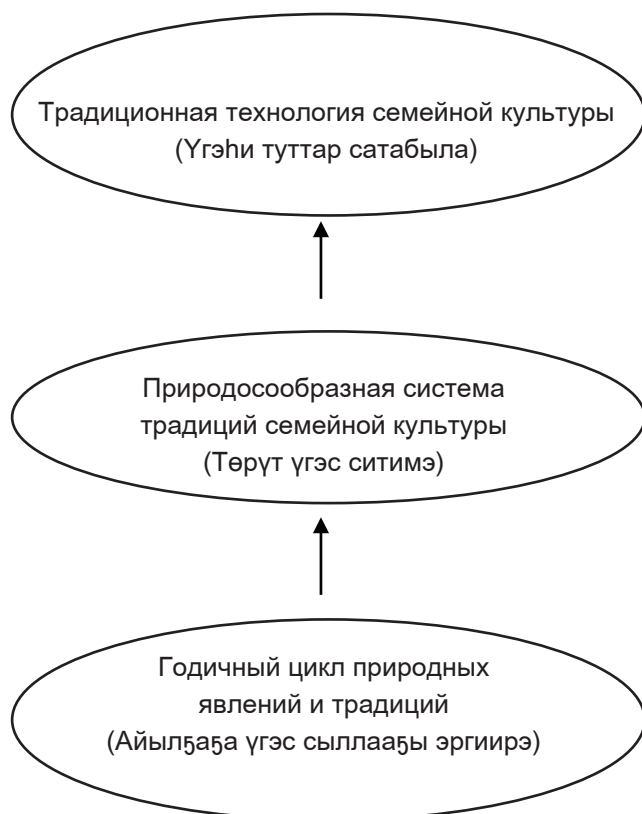 Традиционная технология семейной культуры
(Үгэһи туттар сатабыла)
Природосообразная система
традиций семейной культуры
(Төрүт үгэс ситимэ)
Годичный цикл природных
явлений и традиций
(Айылҕаҕа үгэс сыллааҕы эргиирэ)